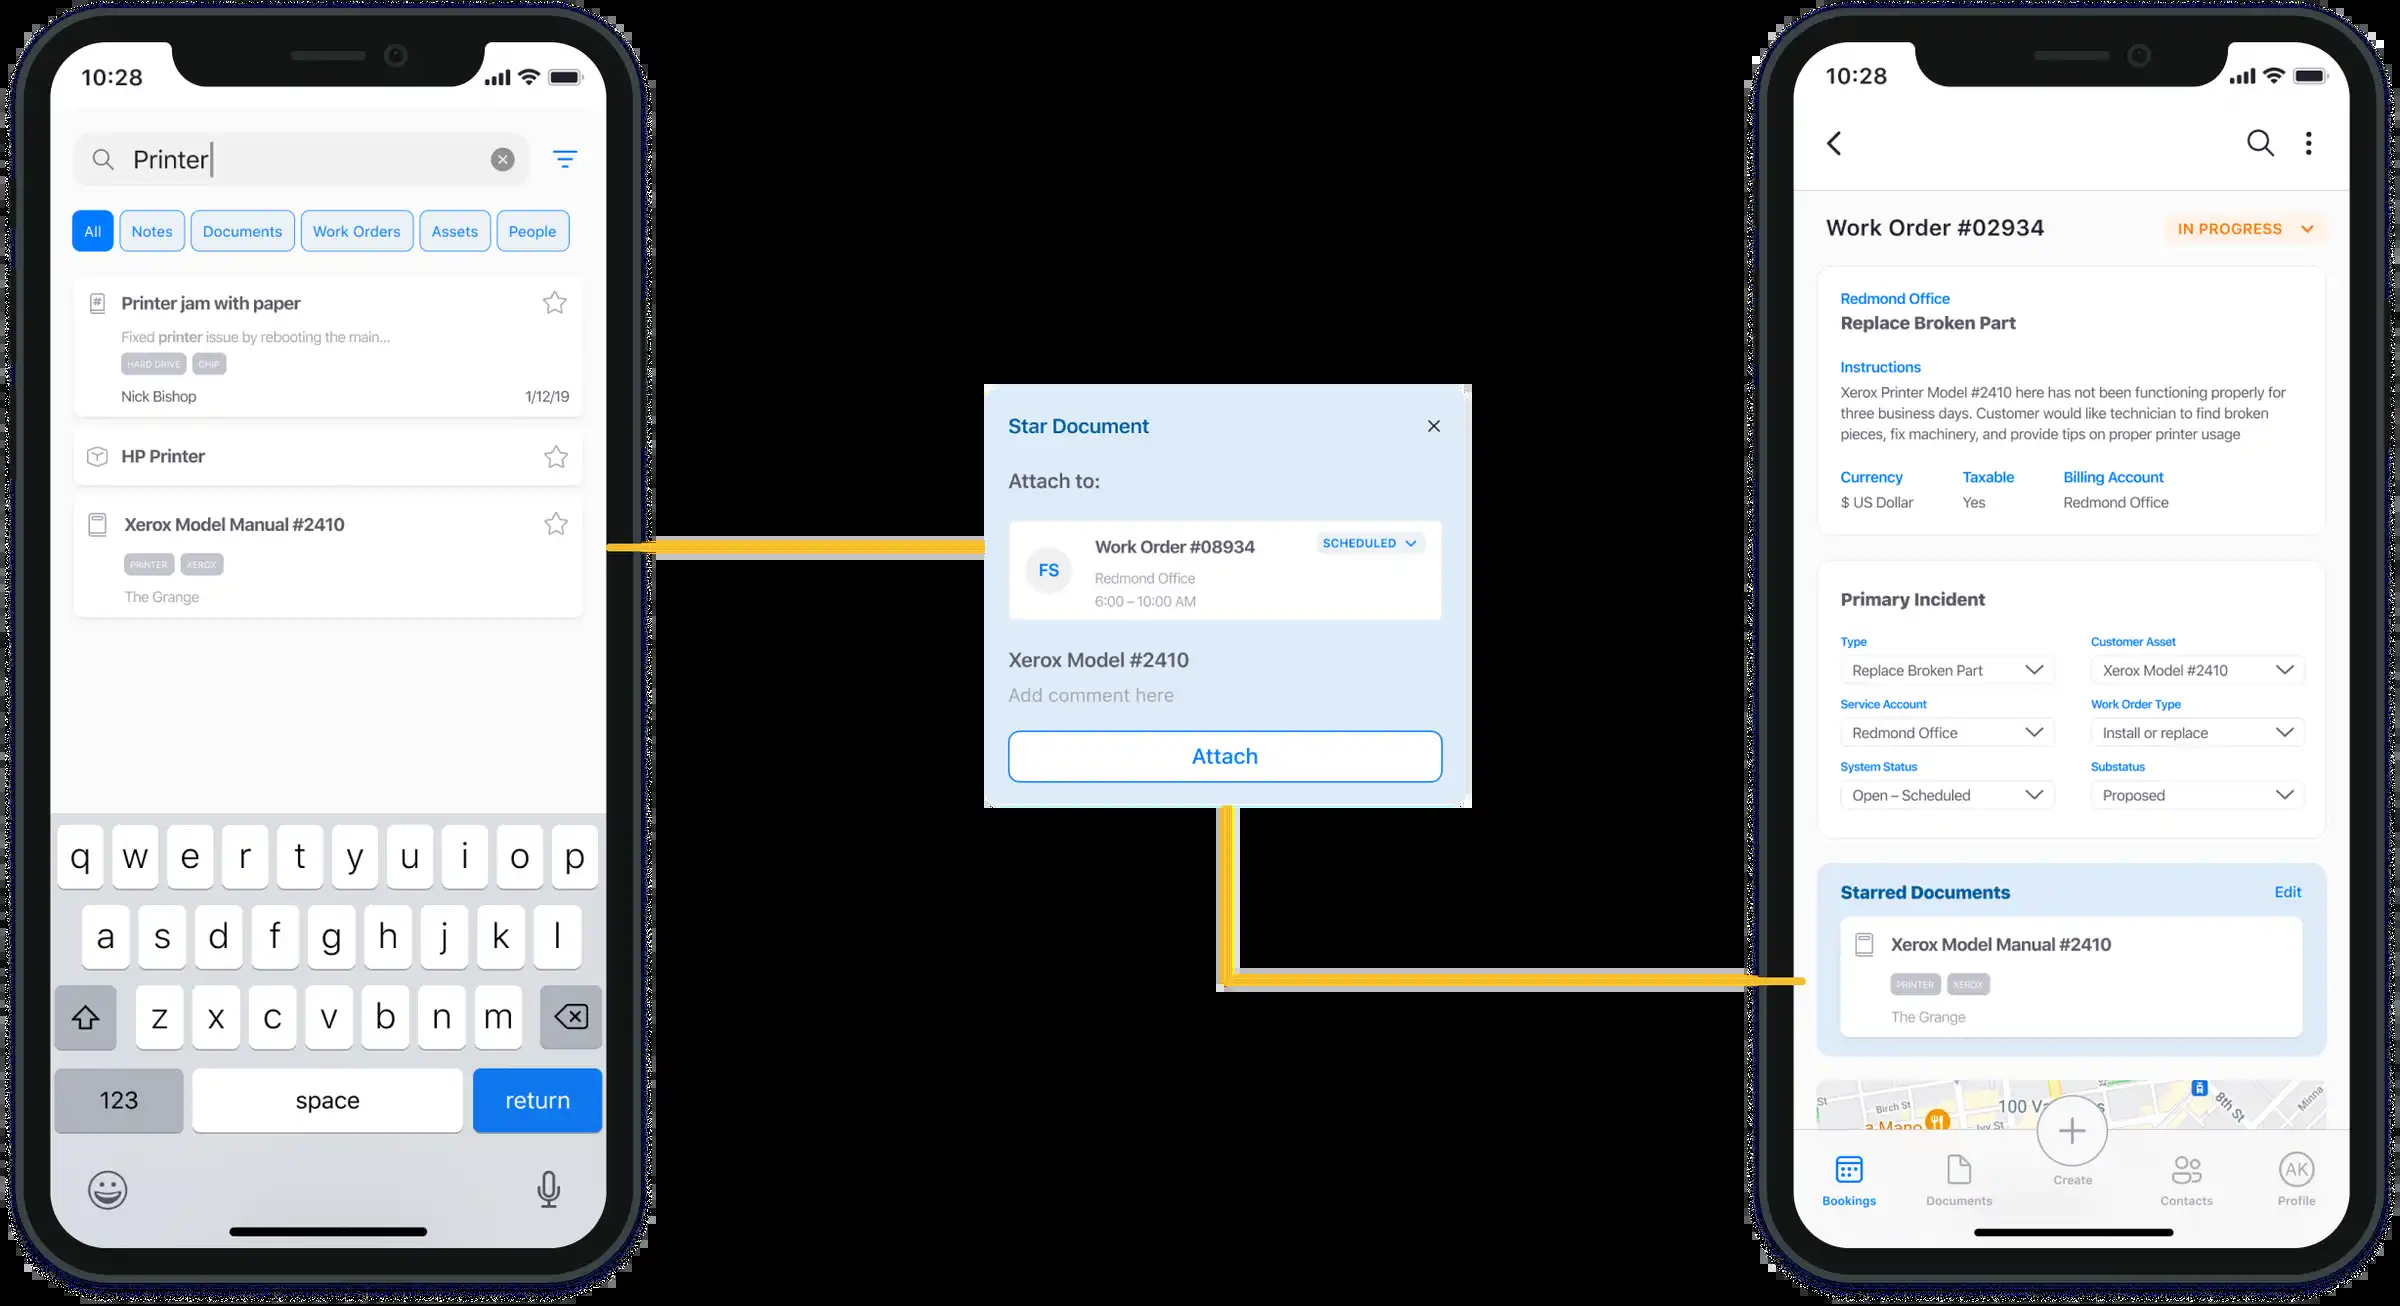 10:28
Printer
All Notes Documents Work Orders Assets People
Printer jam with paper
Fixed printer issue by rebooting the main...
HARD DRIVE CHIP
Nick Bishop 1/12/19
HP Printer
Xerox Model Manual #2410
PRINTER XEROX
The Grange
q w e r t y u i o p
a s d f g h j k l
z x c v b n m
123 space return
Star Document
Attach to:
Work Order #08934 SCHEDULED
FS
Redmond Office
6:00 – 10:00 AM
Xerox Model #2410
Add comment here
Attach
10:28
Work Order #02934 IN PROGRESS
Redmond Office
Replace Broken Part
Instructions
Xerox Printer Model #2410 here has not been functioning properly for
three business days. Customer would like technician to find broken
pieces, fix machinery, and provide tips on proper printer usage
Currency Taxable Billing Account
$ US Dollar Yes Redmond Office
Primary Incident
Type Customer Asset
Replace Broken Part Xerox Model #2410
Service Account Work Order Type
Redmond Office Install or replace
System Status Substatus
Open – Scheduled Proposed
Starred Documents Edit
Xerox Model Manual #2410
PRINTER XEROX
The Grange
St Birch St 100 Va 8th St Minna
a Mano Ivy St
Bookings Documents Create Contacts AK Profile